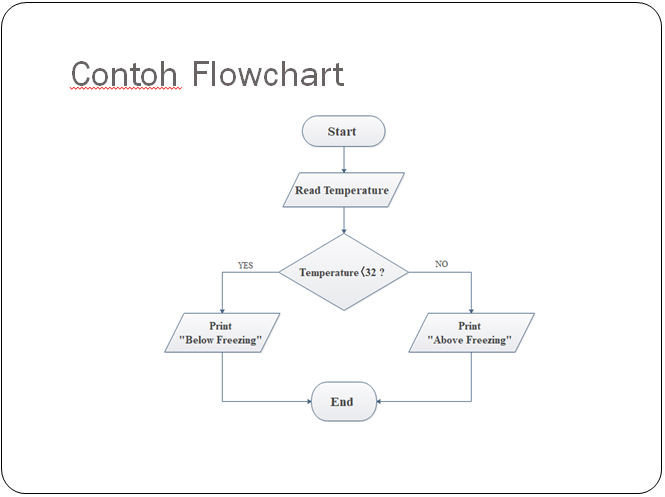 Contoh Flowchart
Start
Read Temperature
Temperature<32 ?
YES
NO
Print
"Below Freezing"
Print
"Above Freezing"
End